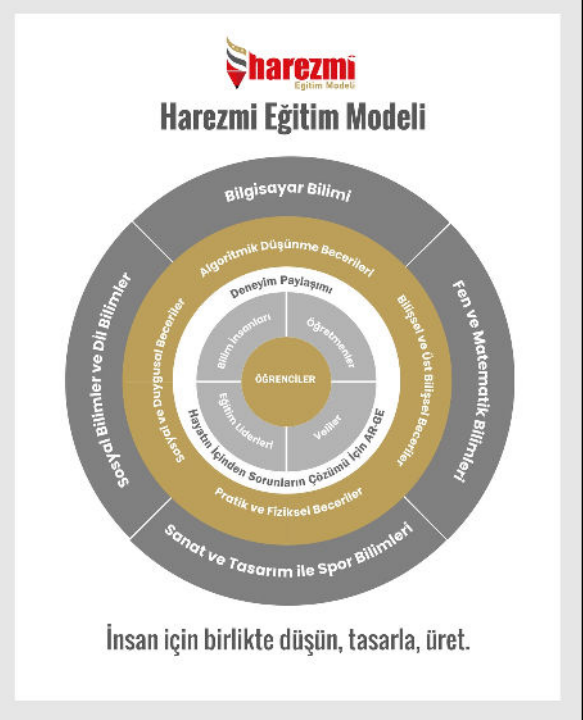 harezmi
Eğitim Modeli
Harezmi Eğitim Modeli
Bilgisayar Bilimi
Fen ve Matematik Bilimleri
Sanat ve Tasarım ile Spor Bilimleri
Sosyal Bilimler ve Dil Bilimler
Algoritmik Düşünme Becerileri
Bilişsel ve Üst Bilişsel Beceriler
Pratik ve Fiziksel Beceriler
Sosyal ve Duygusal Beceriler
Deneyim Paylaşımı
Hayatın İçinden Sorunların Çözümü İçin AR-GE
Bilim İnsanları
Öğretmenler
Eğitim Liderleri
Veliler
ÖĞRENCİLER
İnsan için birlikte düşün, tasarla, üret.